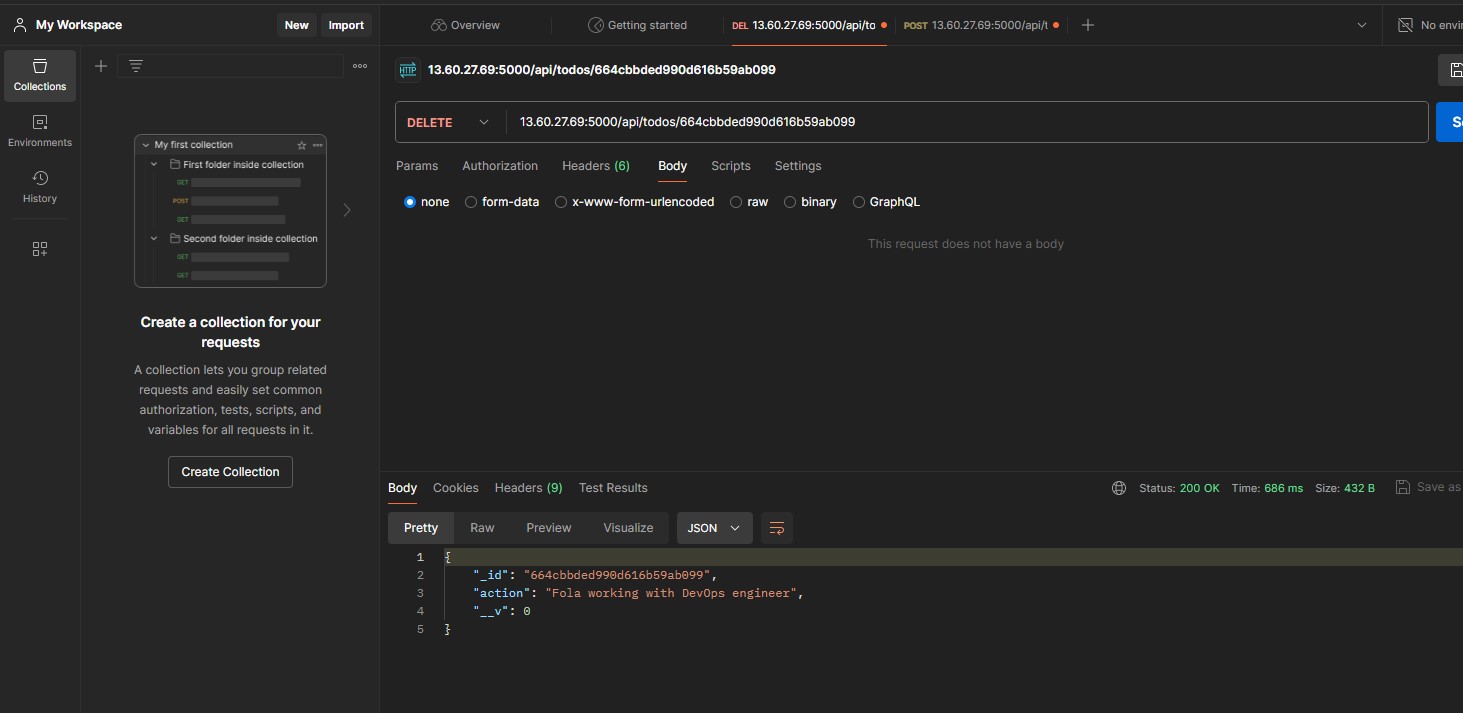 My Workspace
New
Import
Overview
Getting started
DEL 13.60.27.69:5000/api/to
POST 13.60.27.69:5000/api/t
No envi
Collections
Environments
History
My first collection
First folder inside collection
GET
POST
GET
Second folder inside collection
GET
GET
Create a collection for your
requests
A collection lets you group related
requests and easily set common
authorization, tests, scripts, and
variables for all requests in it.
Create Collection
HTTP 13.60.27.69:5000/api/todos/664cbbded990d616b59ab099
DELETE 13.60.27.69:5000/api/todos/664cbbded990d616b59ab099
Se
Params Authorization Headers (6) Body Scripts Settings
none form-data x-www-form-urlencoded raw binary GraphQL
This request does not have a body
Body Cookies Headers (9) Test Results
Status: 200 OK Time: 686 ms Size: 432 B Save as
Pretty Raw Preview Visualize JSON
1 {
2 "_id": "664cbbded990d616b59ab099",
3 "action": "Fola working with DevOps engineer",
4 "__v": 0
5 }